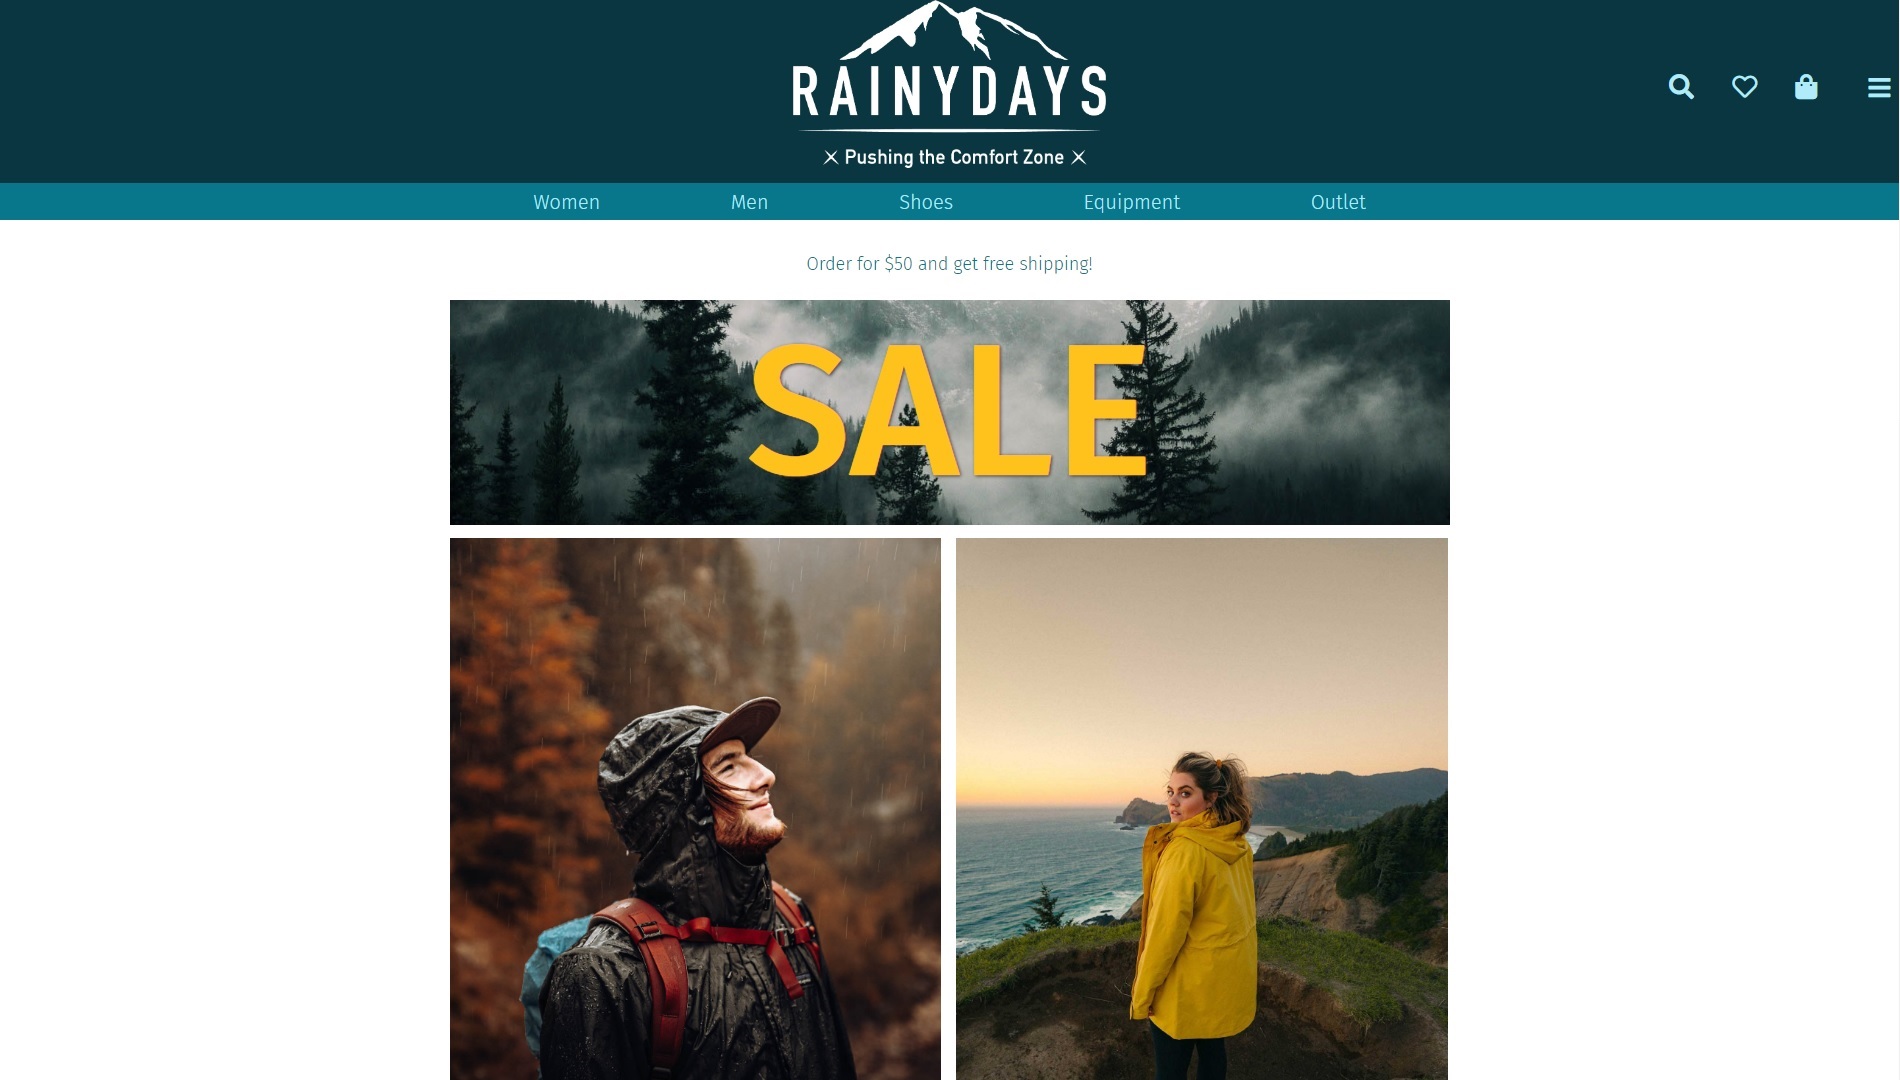 RAINYDAYS
Pushing the Comfort Zone
Women Men Shoes Equipment Outlet
Order for $50 and get free shipping!
SALE